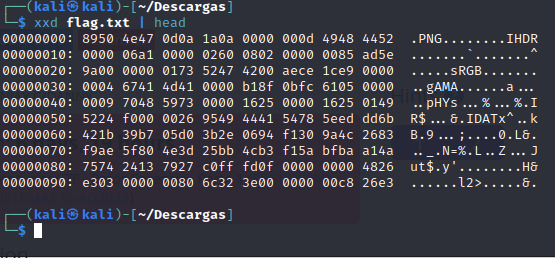 ┌──(kali㉿kali)-[~/Descargas]
└─$ xxd flag.txt | head
00000000: 8950 4e47 0d0a 1a0a 0000 000d 4948 4452  .PNG........IHDR
00000010: 0000 06a1 0000 0260 0802 0000 0085 ad5e  .......`.......^
00000020: 9a00 0000 0173 5247 4200 aece 1ce9 0000  .....sRGB.......
00000030: 0004 6741 4d41 0000 b18f 0bfc 6105 0000  ..gAMA......a...
00000040: 0009 7048 5973 0000 1625 0000 1625 0149  ..pHYs...%...%.I
00000050: 5224 f000 0026 9549 4441 5478 5eed dd6b  R$...&.IDATx^..k
00000060: 421b 39b7 05d0 3b2e 0694 f130 9a4c 2683  B.9...;....0.L&.
00000070: f9ae 5f80 4e3d 25bb 4cb3 f15a bfba a14a  .._.N=%.L..Z...J
00000080: 7574 2413 7927 c0ff fd0f 0000 0000 4826  ut$.y'........H&
00000090: e303 0000 0080 6c32 3e00 0000 00c8 26e3  ......l2>.....&.
┌──(kali㉿kali)-[~/Descargas]
└─$